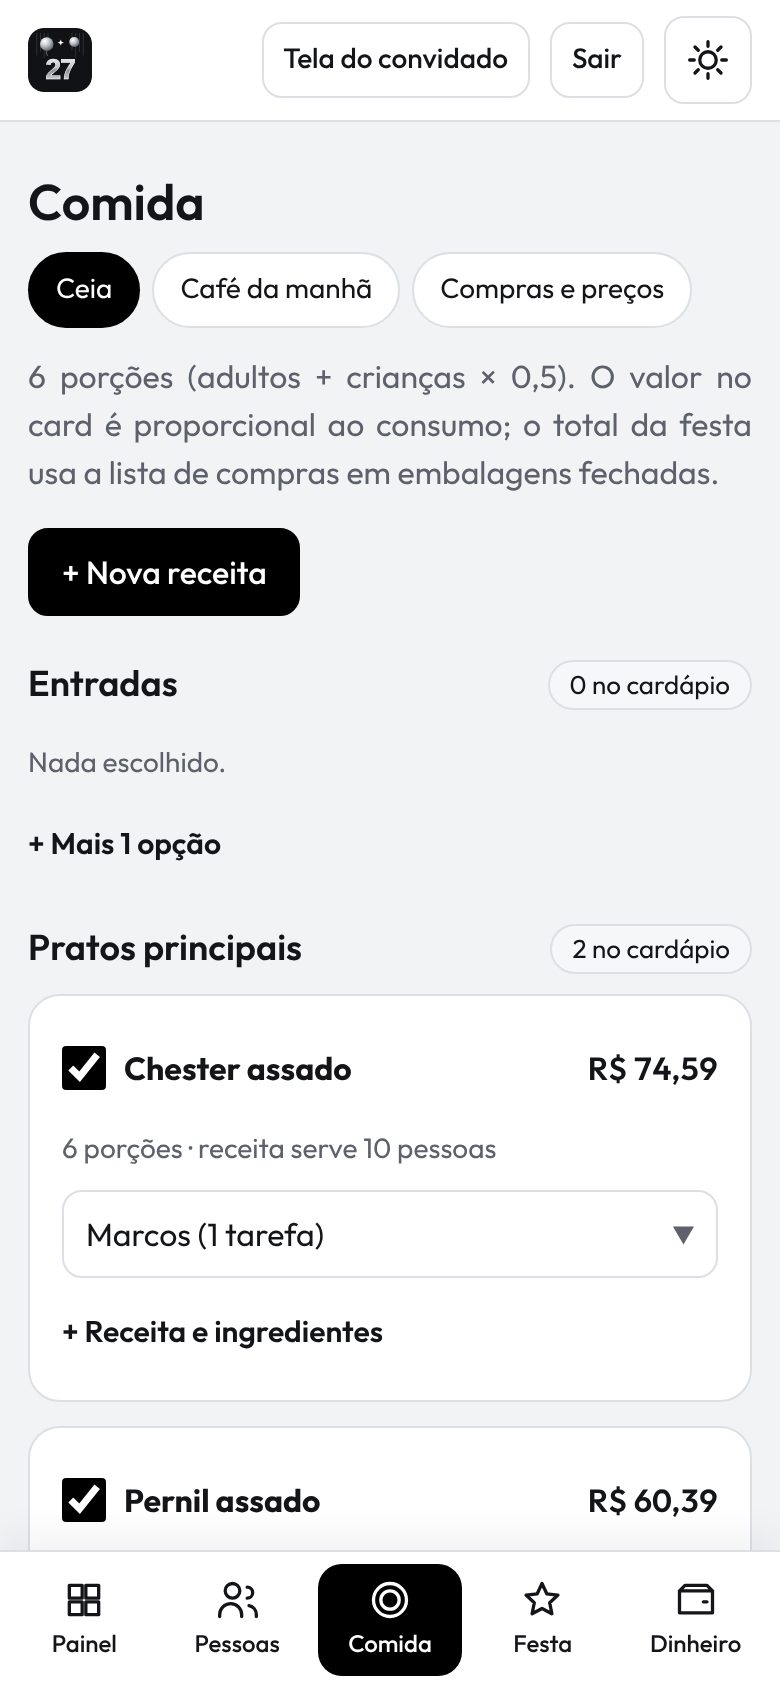 27
Tela do convidado
Sair
Comida
Ceia
Café da manhã
Compras e preços
6 porções (adultos + crianças × 0,5). O valor no
card é proporcional ao consumo; o total da festa
usa a lista de compras em embalagens fechadas.
+ Nova receita
Entradas
0 no cardápio
Nada escolhido.
+ Mais 1 opção
Pratos principais
2 no cardápio
Chester assado
R$ 74,59
6 porções · receita serve 10 pessoas
Marcos (1 tarefa)
+ Receita e ingredientes
Pernil assado
R$ 60,39
Painel
Pessoas
Comida
Festa
Dinheiro